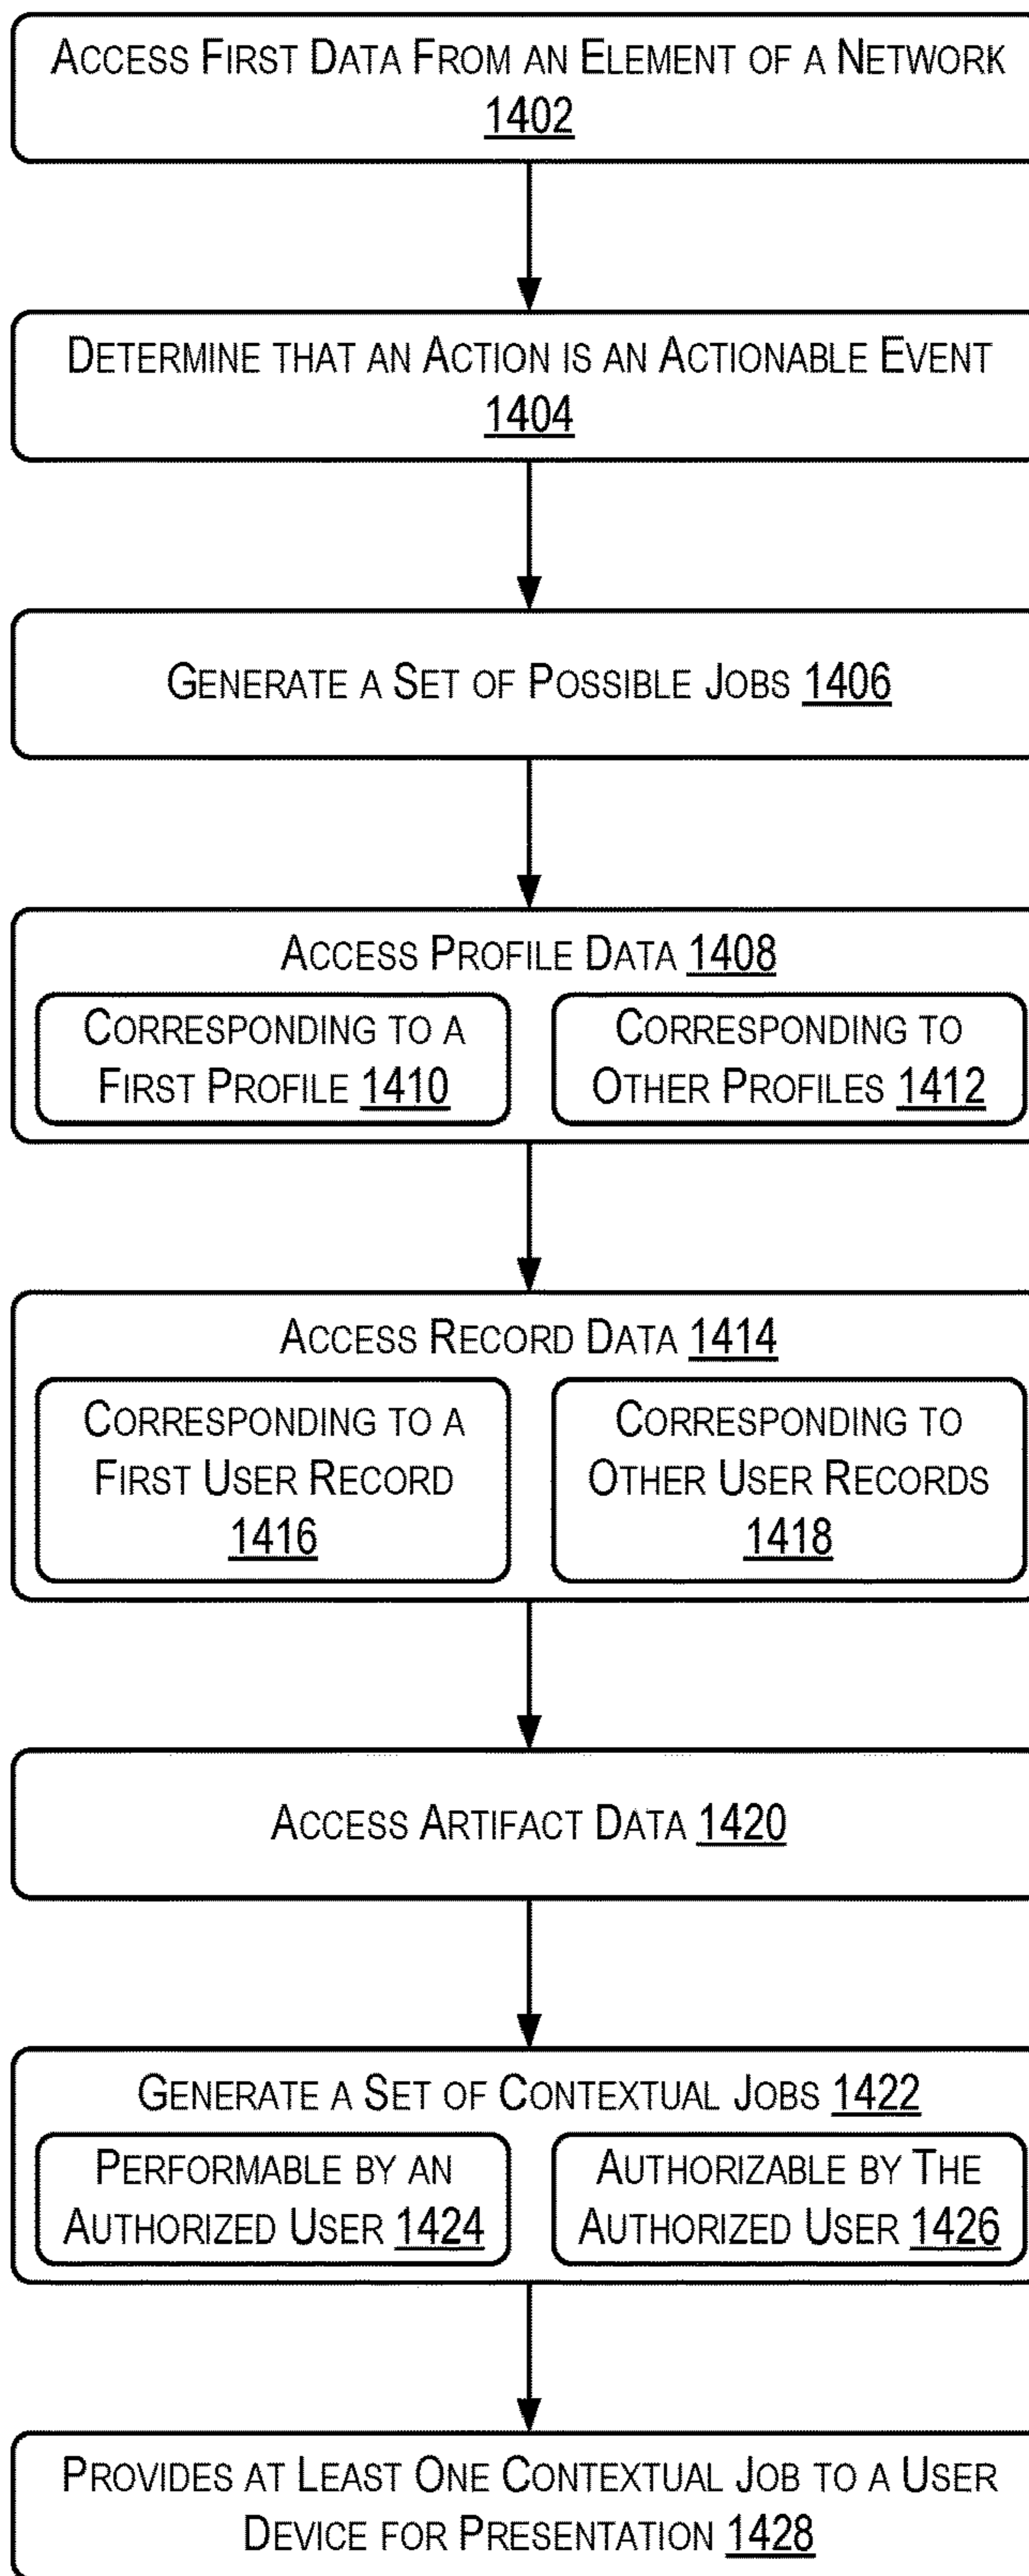 ACCESS FIRST DATA FROM AN ELEMENT OF A NETWORK
1402
DETERMINE THAT AN ACTION IS AN ACTIONABLE EVENT
1404
GENERATE A SET OF POSSIBLE JOBS 1406
ACCESS PROFILE DATA 1408
CORRESPONDING TO A
FIRST PROFILE 1410
CORRESPONDING TO
OTHER PROFILES 1412
ACCESS RECORD DATA 1414
CORRESPONDING TO A
FIRST USER RECORD
1416
CORRESPONDING TO
OTHER USER RECORDS
1418
ACCESS ARTIFACT DATA 1420
GENERATE A SET OF CONTEXTUAL JOBS 1422
PERFORMABLE BY AN
AUTHORIZED USER 1424
AUTHORIZABLE BY THE
AUTHORIZED USER 1426
PROVIDES AT LEAST ONE CONTEXTUAL JOB TO A USER
DEVICE FOR PRESENTATION 1428